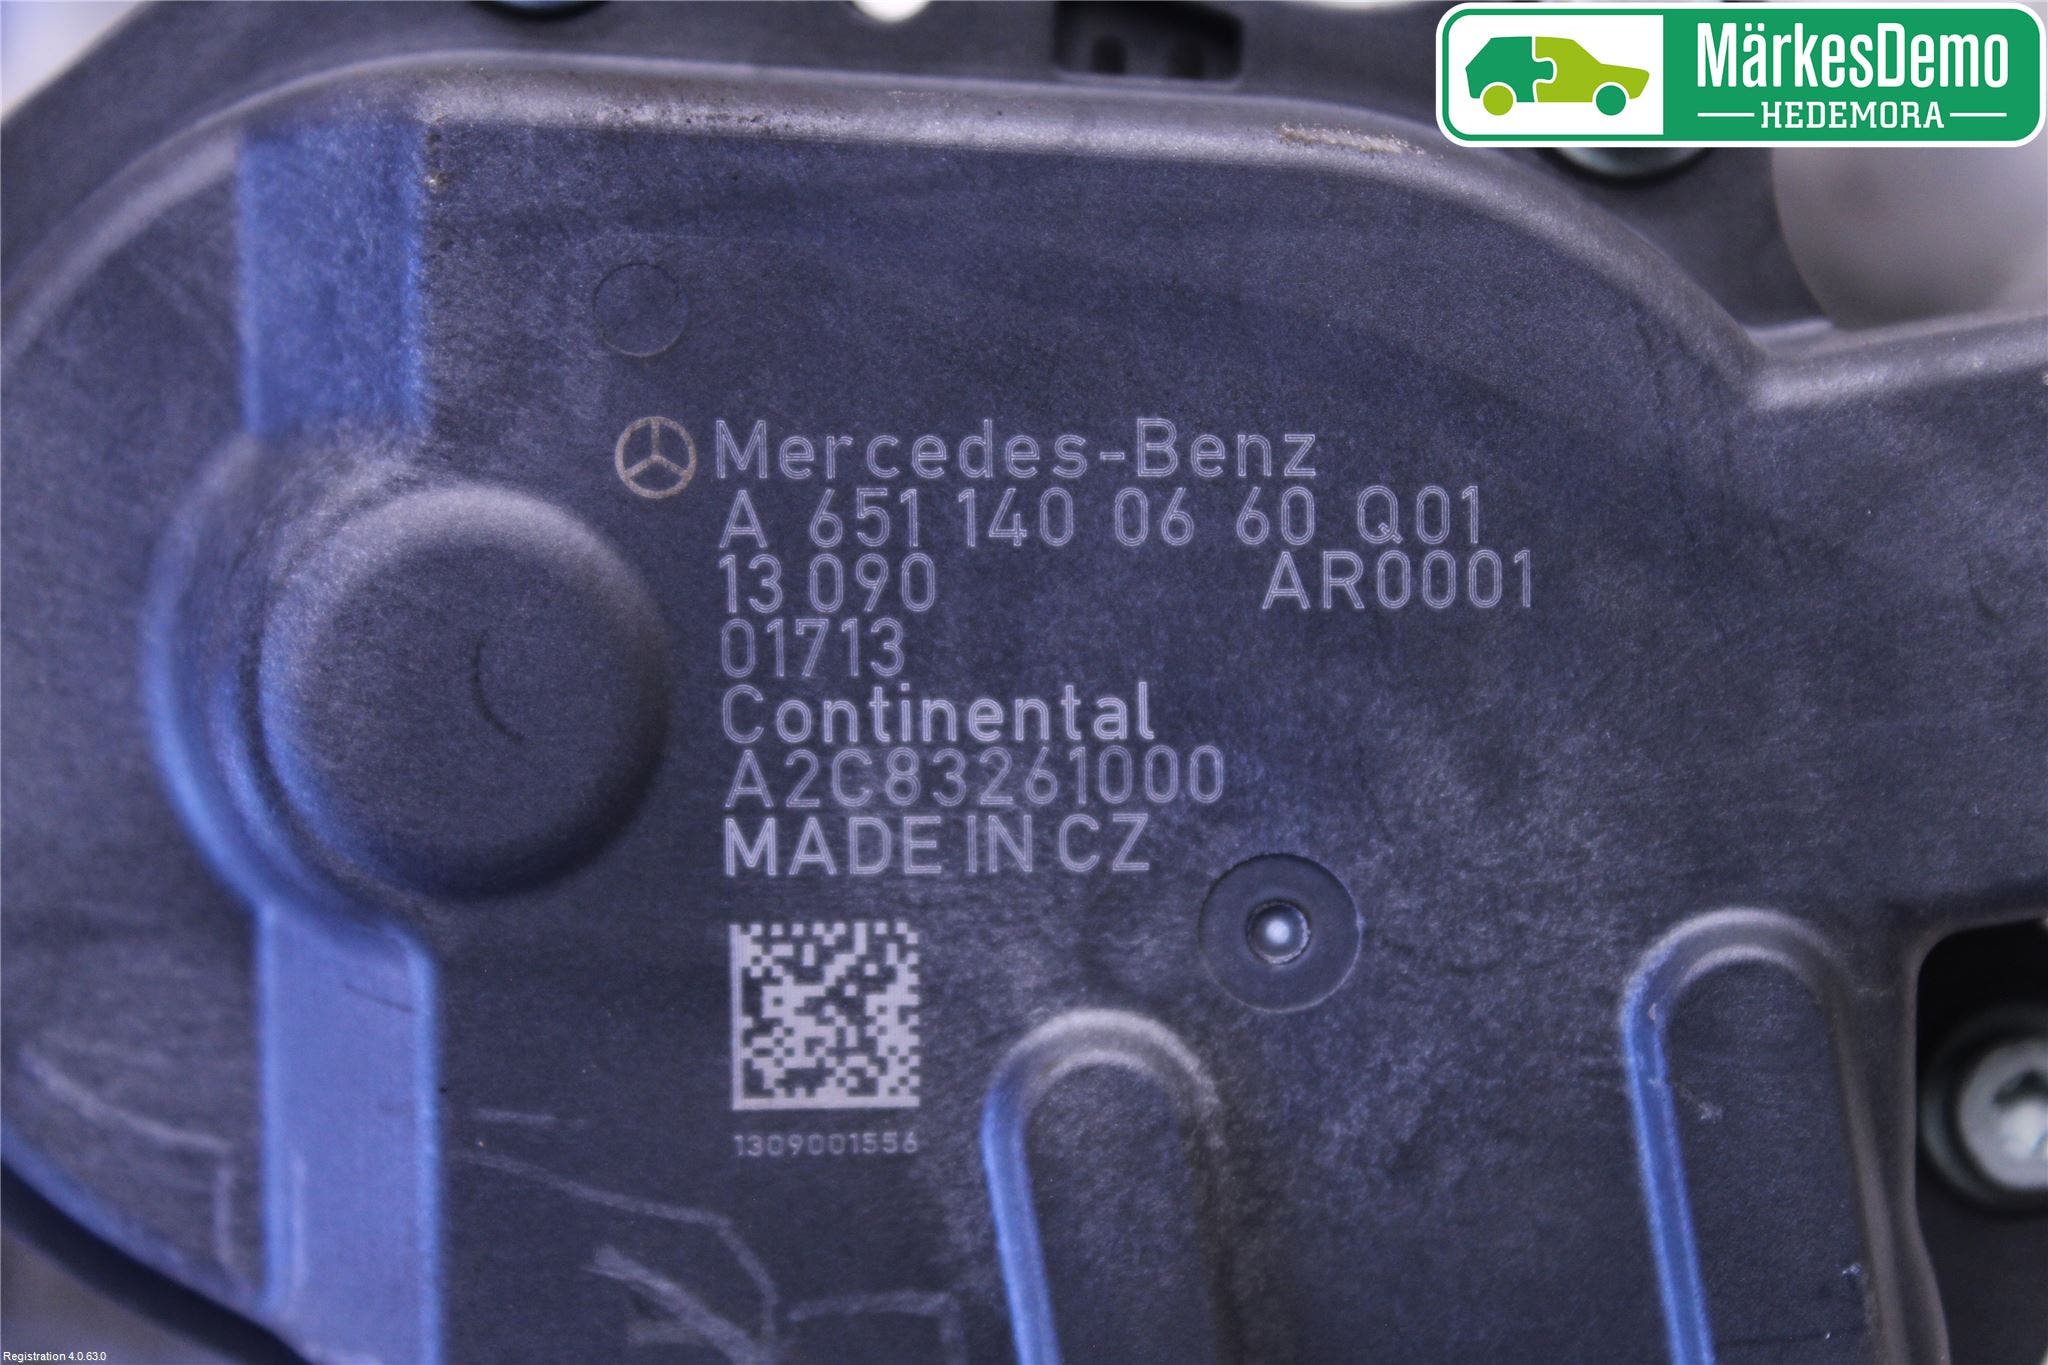 MärkesDemo
HEDEMORA
Mercedes-Benz
A 651 140 06 60 Q01
13 090 AR0001
01713
Continental
A2C83261000
MADE IN CZ
1309001556
Registration 4.0.63.0